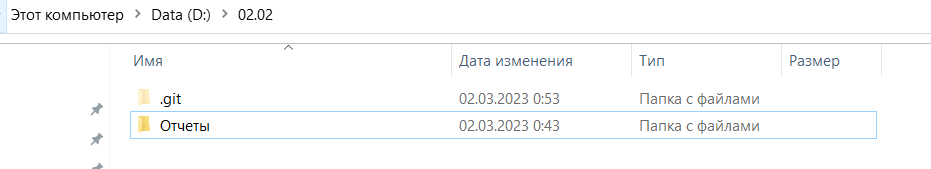 Этот компьютер > Data (D:) > 02.02
Имя Дата изменения Тип Размер
.git 02.03.2023 0:53 Папка с файлами
Отчеты 02.03.2023 0:43 Папка с файлами